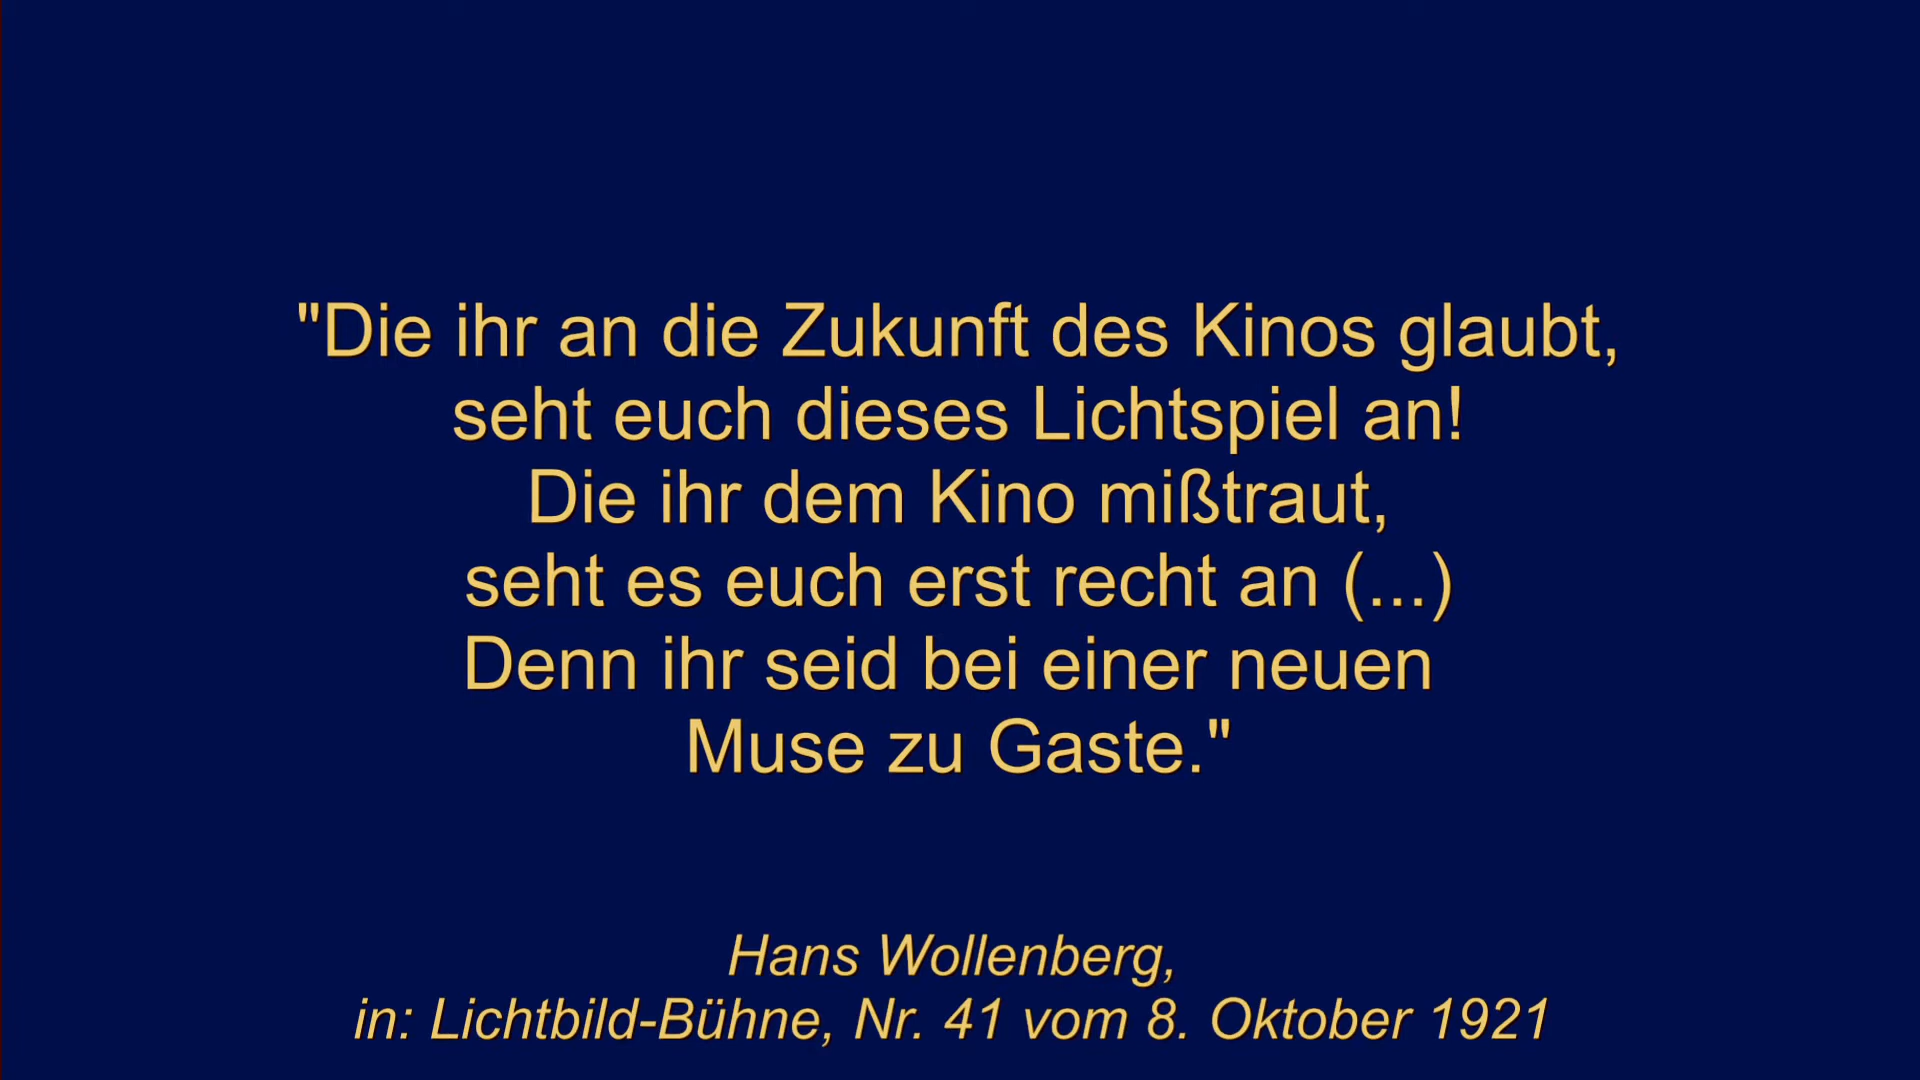 "Die ihr an die Zukunft des Kinos glaubt,
seht euch dieses Lichtspiel an!
Die ihr dem Kino mißtraut,
seht es euch erst recht an (...)
Denn ihr seid bei einer neuen
Muse zu Gaste."
Hans Wollenberg,
in: Lichtbild-Bühne, Nr. 41 vom 8. Oktober 1921